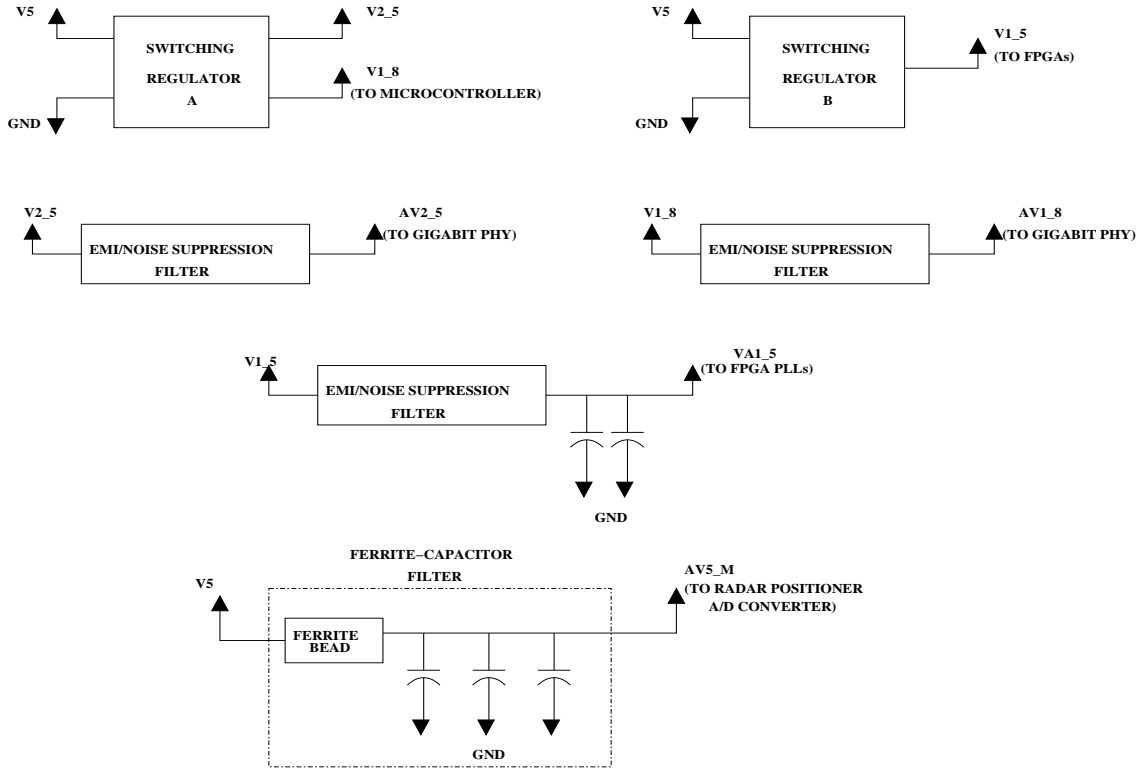 V5
SWITCHING
REGULATOR
A
GND
V2_5
V1_8
(TO MICROCONTROLLER)
V5
SWITCHING
REGULATOR
B
GND
V1_5
(TO FPGAs)
V2_5
EMI/NOISE SUPPRESSION
FILTER
AV2_5
(TO GIGABIT PHY)
V1_8
EMI/NOISE SUPPRESSION
FILTER
AV1_8
(TO GIGABIT PHY)
V1_5
EMI/NOISE SUPPRESSION
FILTER
VA1_5
(TO FPGA PLLs)
GND
FERRITE-CAPACITOR
FILTER
V5
FERRITE
BEAD
AV5_M
(TO RADAR POSITIONER
A/D CONVERTER)
GND